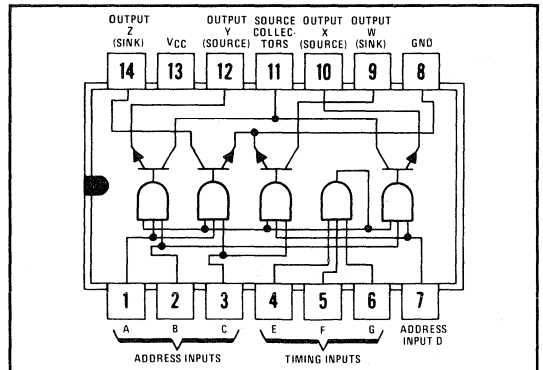 OUTPUT Z (SINK)
VCC
OUTPUT Y (SOURCE)
SOURCE COLLEC- TORS
OUTPUT X (SOURCE)
OUTPUT W (SINK)
GND
14 13 12 11 10 9 8
1 2 3 4 5 6 7
A B C E F G
ADDRESS INPUT D
ADDRESS INPUTS
TIMING INPUTS